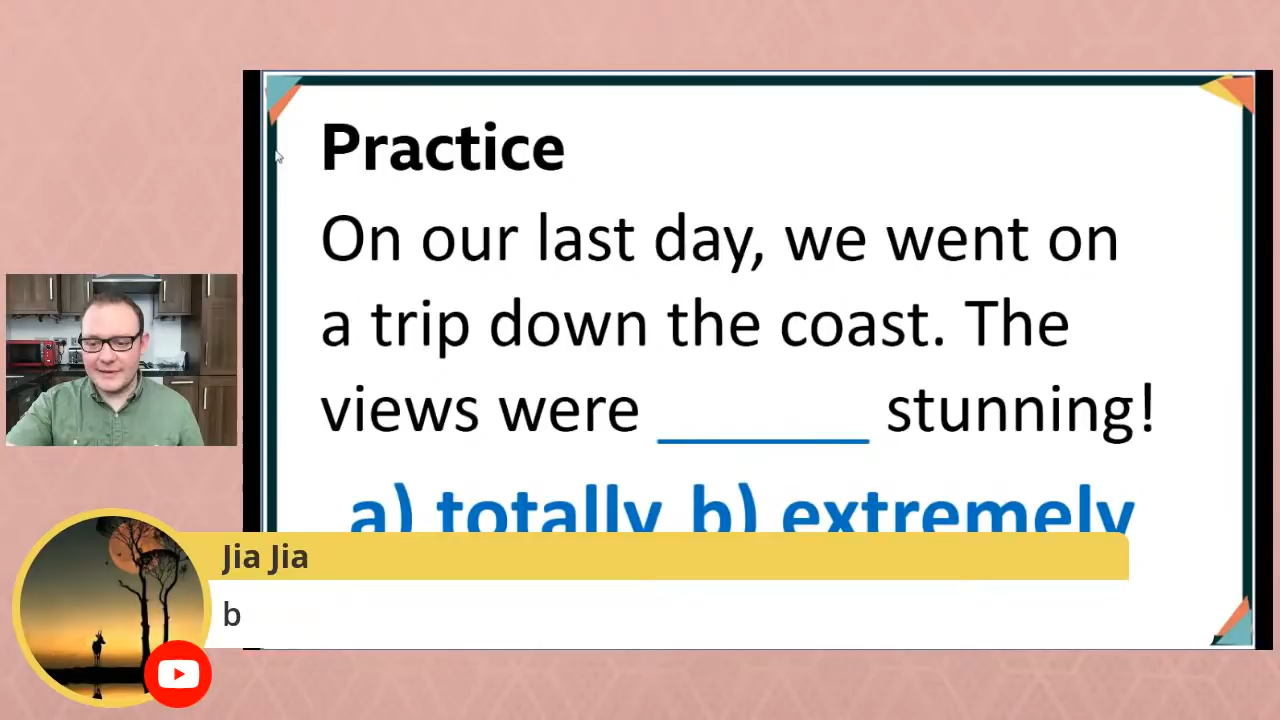 Practice
On our last day, we went on
a trip down the coast. The
views were ______ stunning!
a) totally b) extremely
Jia Jia
b